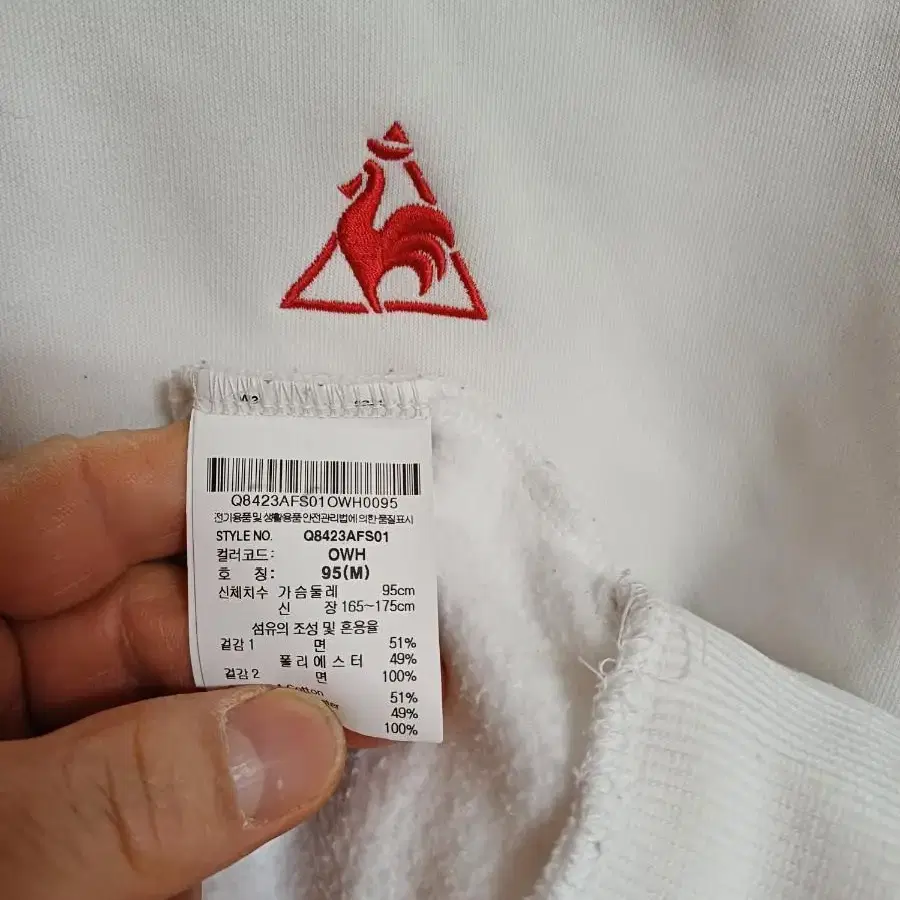 Q8423AFS01OWH0095
전기용품및생활용품안전관리법에의한품질표시
STYLE NO. Q8423AFS01
컬러코드: OWH
호 칭: 95(M)
신체치수 가슴둘레 95cm
신 장 165~175cm
섬유의 조성 및 혼용율
겉감 1 면 51%
폴리에스터 49%
겉감 2 면 100%
Cotton 51%
49%
100%